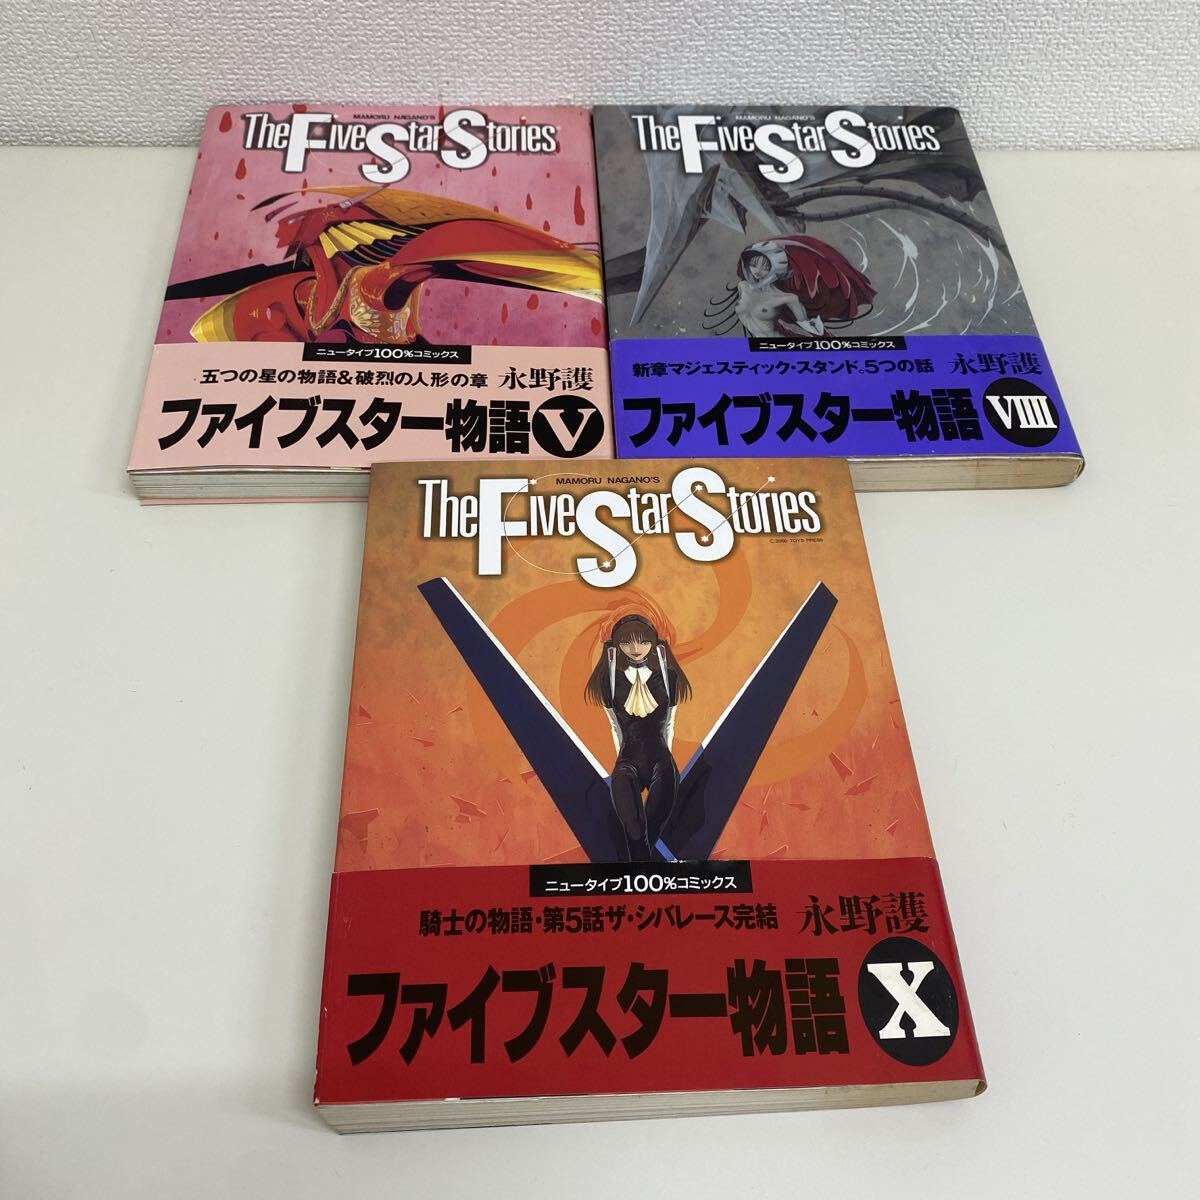 MAMORU NAGANO'S
The Five Star Stories
ニュータイプ100%コミックス
五つの星の物語&破烈の人形の章 永野護
ファイブスター物語 V
MAMORU NAGANO'S
The Five Star Stories
ニュータイプ100%コミックス
新章マジェスティック・スタンド。5つの話 永野護
ファイブスター物語 VIIII
MAMORU NAGANO'S
The Five Star Stories
©2000 TOYS PRESS
ニュータイプ100%コミックス
騎士の物語・第5話ザ・シバレース完結 永野護
ファイブスター物語 X